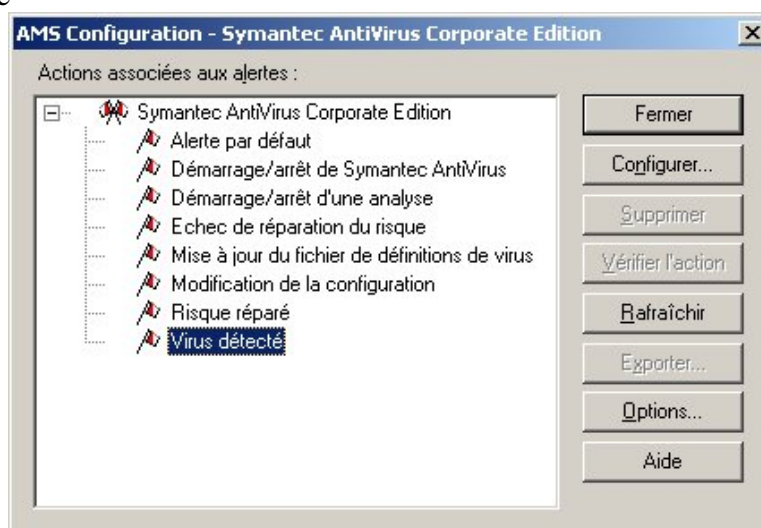 AMS Configuration - Symantec AntiVirus Corporate Edition
Actions associées aux alertes :
Symantec AntiVirus Corporate Edition
Alerte par défaut
Démarrage/arrêt de Symantec AntiVirus
Démarrage/arrêt d'une analyse
Echec de réparation du risque
Mise à jour du fichier de définitions de virus
Modification de la configuration
Risque réparé
Virus détecté
Fermer
Configurer...
Supprimer
Vérifier l'action
Rafraîchir
Exporter...
Options...
Aide